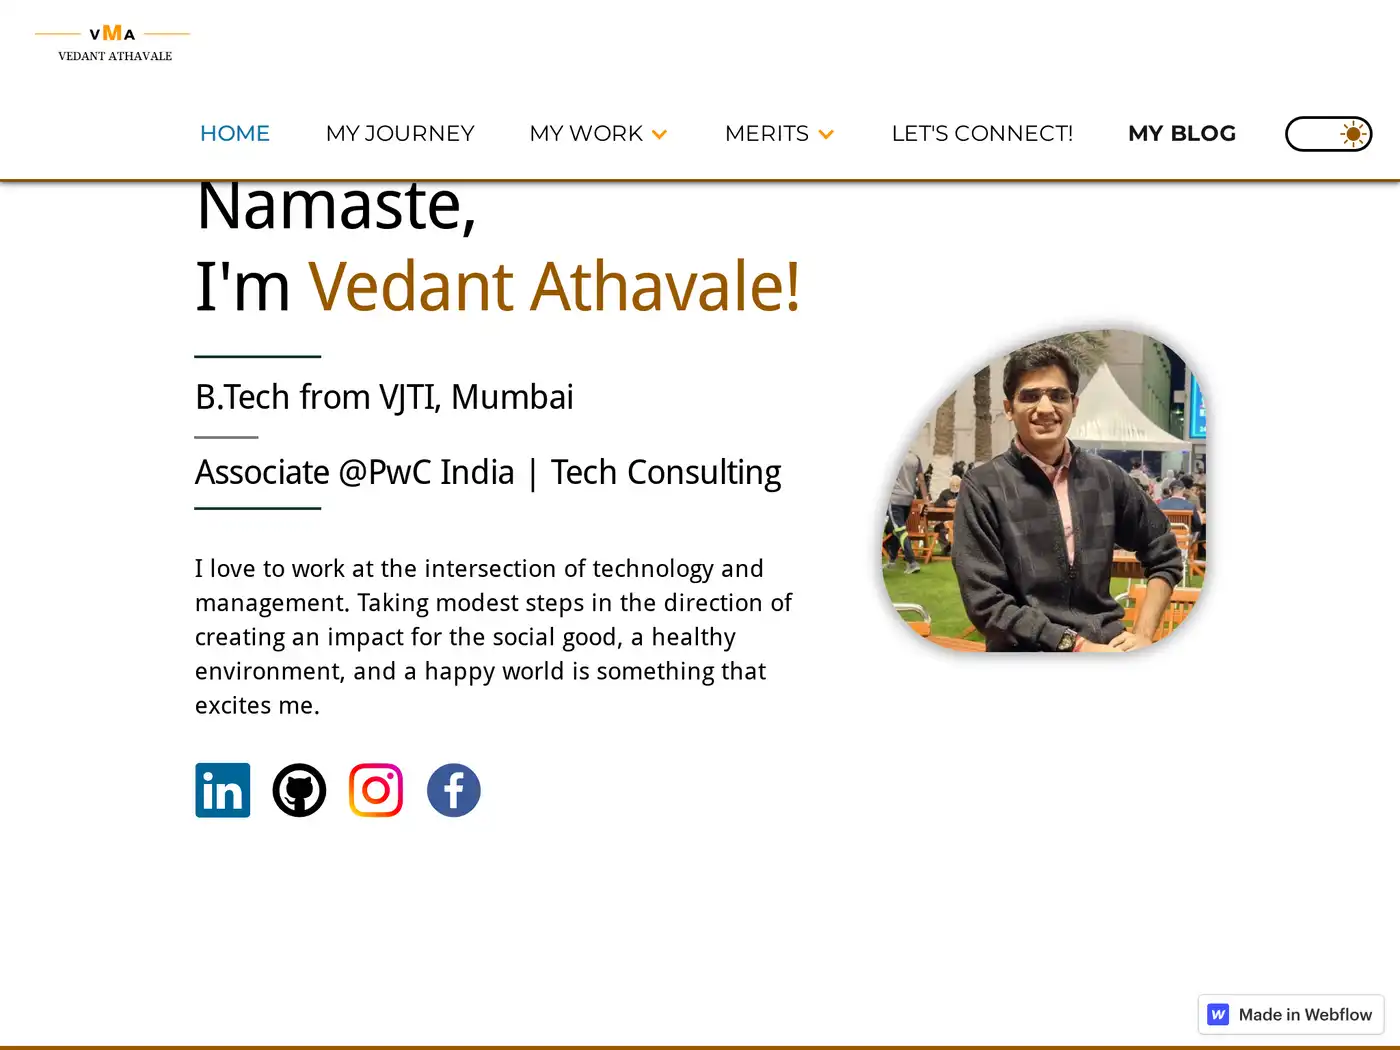 VMA
VEDANT ATHAVALE
HOME MY JOURNEY MY WORK MERITS LET'S CONNECT! MY BLOG
Namaste,
I'm Vedant Athavale!
B.Tech from VJTI, Mumbai
Associate @PwC India | Tech Consulting
I love to work at the intersection of technology and
management. Taking modest steps in the direction of
creating an impact for the social good, a healthy
environment, and a happy world is something that
excites me.
in
f
W Made in Webflow